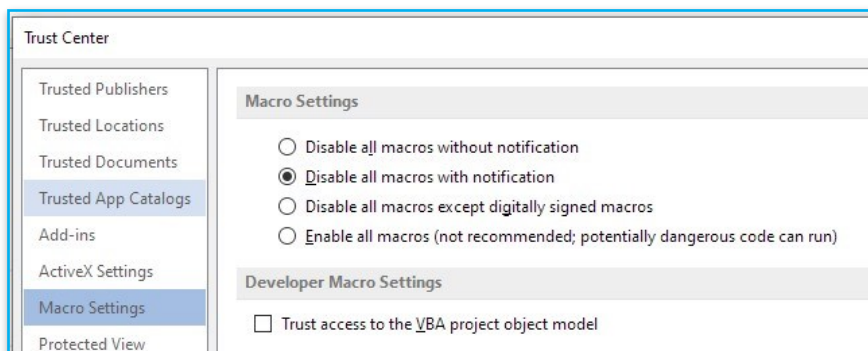 Trust Center
Trusted Publishers
Trusted Locations
Trusted Documents
Trusted App Catalogs
Add-ins
ActiveX Settings
Macro Settings
Protected View
Macro Settings
Disable all macros without notification
Disable all macros with notification
Disable all macros except digitally signed macros
Enable all macros (not recommended; potentially dangerous code can run)
Developer Macro Settings
Trust access to the VBA project object model